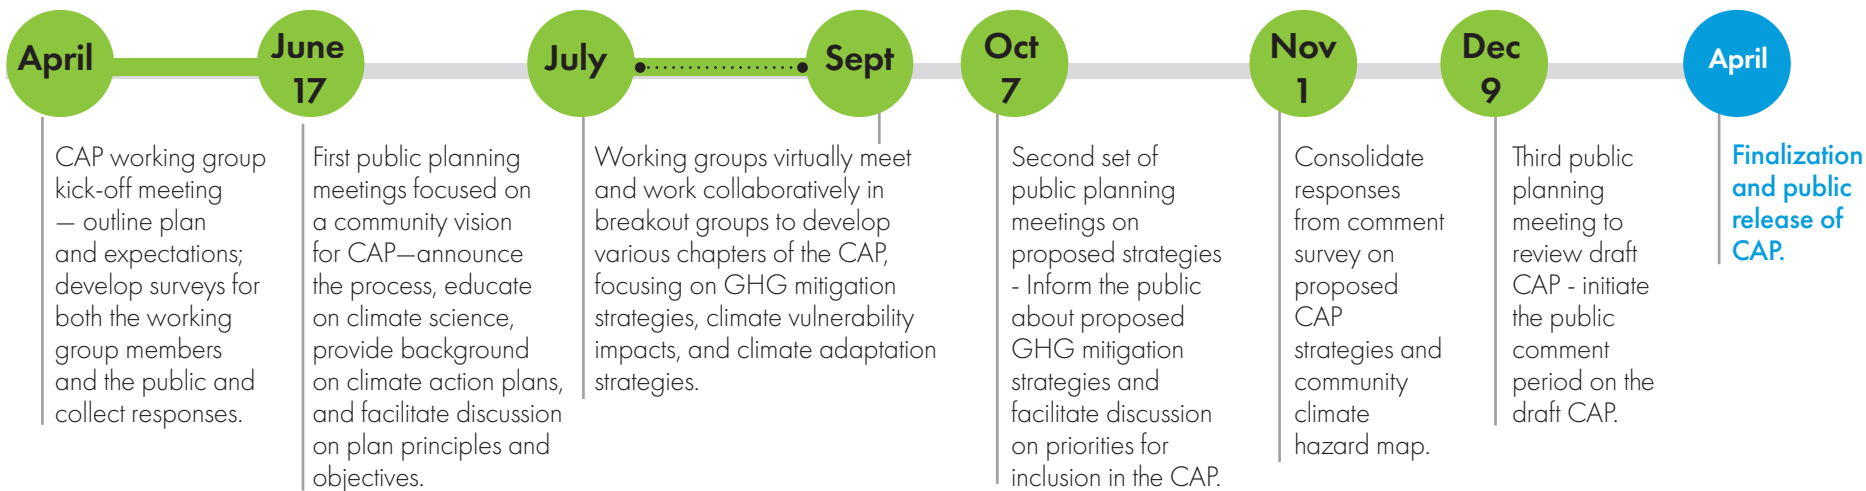 April
CAP working group
kick-off meeting
— outline plan
and expectations;
develop surveys for
both the working
group members
and the public and
collect responses.
June
17
First public planning
meetings focused on
a community vision
for CAP—announce
the process, educate
on climate science,
provide background
on climate action plans,
and facilitate discussion
on plan principles and
objectives.
July
Sept
Working groups virtually meet
and work collaboratively in
breakout groups to develop
various chapters of the CAP,
focusing on GHG mitigation
strategies, climate vulnerability
impacts, and climate adaptation
strategies.
Oct
7
Second set of
public planning
meetings on
proposed strategies
- Inform the public
about proposed
GHG mitigation
strategies and
facilitate discussion
on priorities for
inclusion in the CAP.
Nov
1
Consolidate
responses
from comment
survey on
proposed
CAP
strategies and
community
climate
hazard map.
Dec
9
Third public
planning
meeting to
review draft
CAP - initiate
the public
comment
period on the
draft CAP.
April
Finalization
and public
release of
CAP.